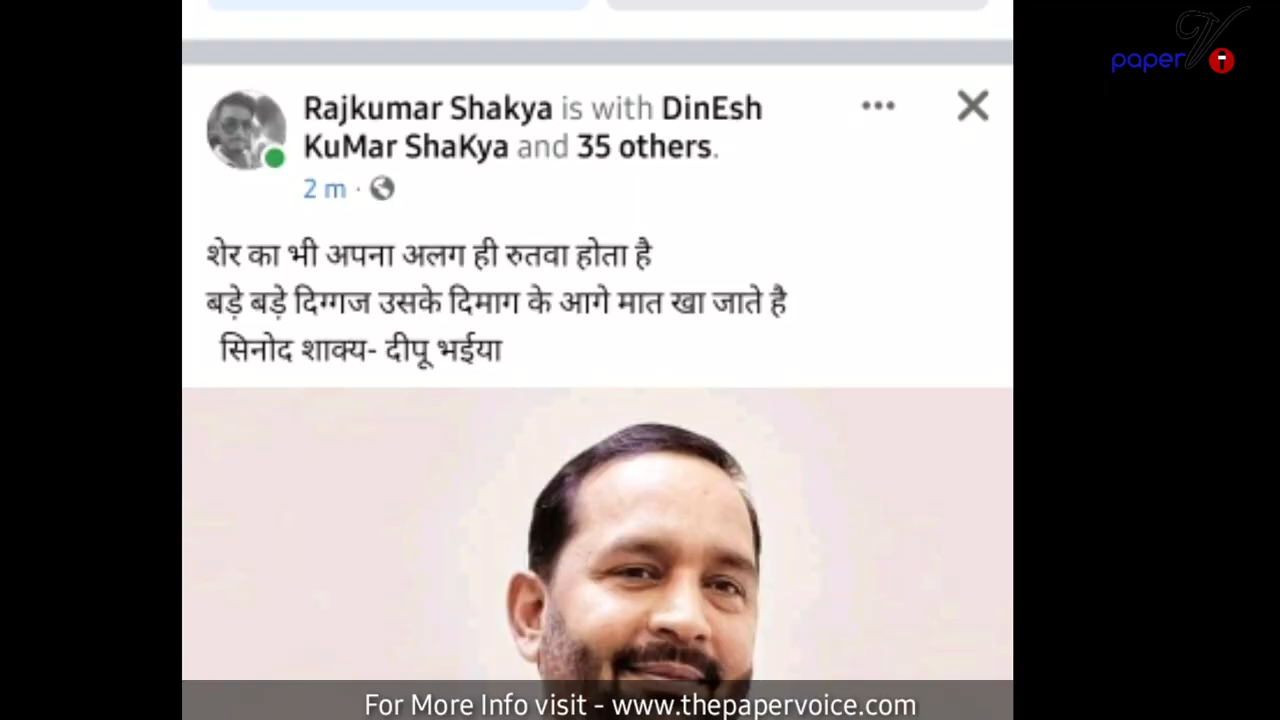 paper V
Rajkumar Shakya is with DinEsh
KuMar ShaKya and 35 others.
2 m ·
शेर का भी अपना अलग ही रुतवा होता है
बड़े बड़े दिग्गज उसके दिमाग के आगे मात खा जाते है
सिनोद शाक्य- दीपू भईया
For More Info visit - www.thepapervoice.com